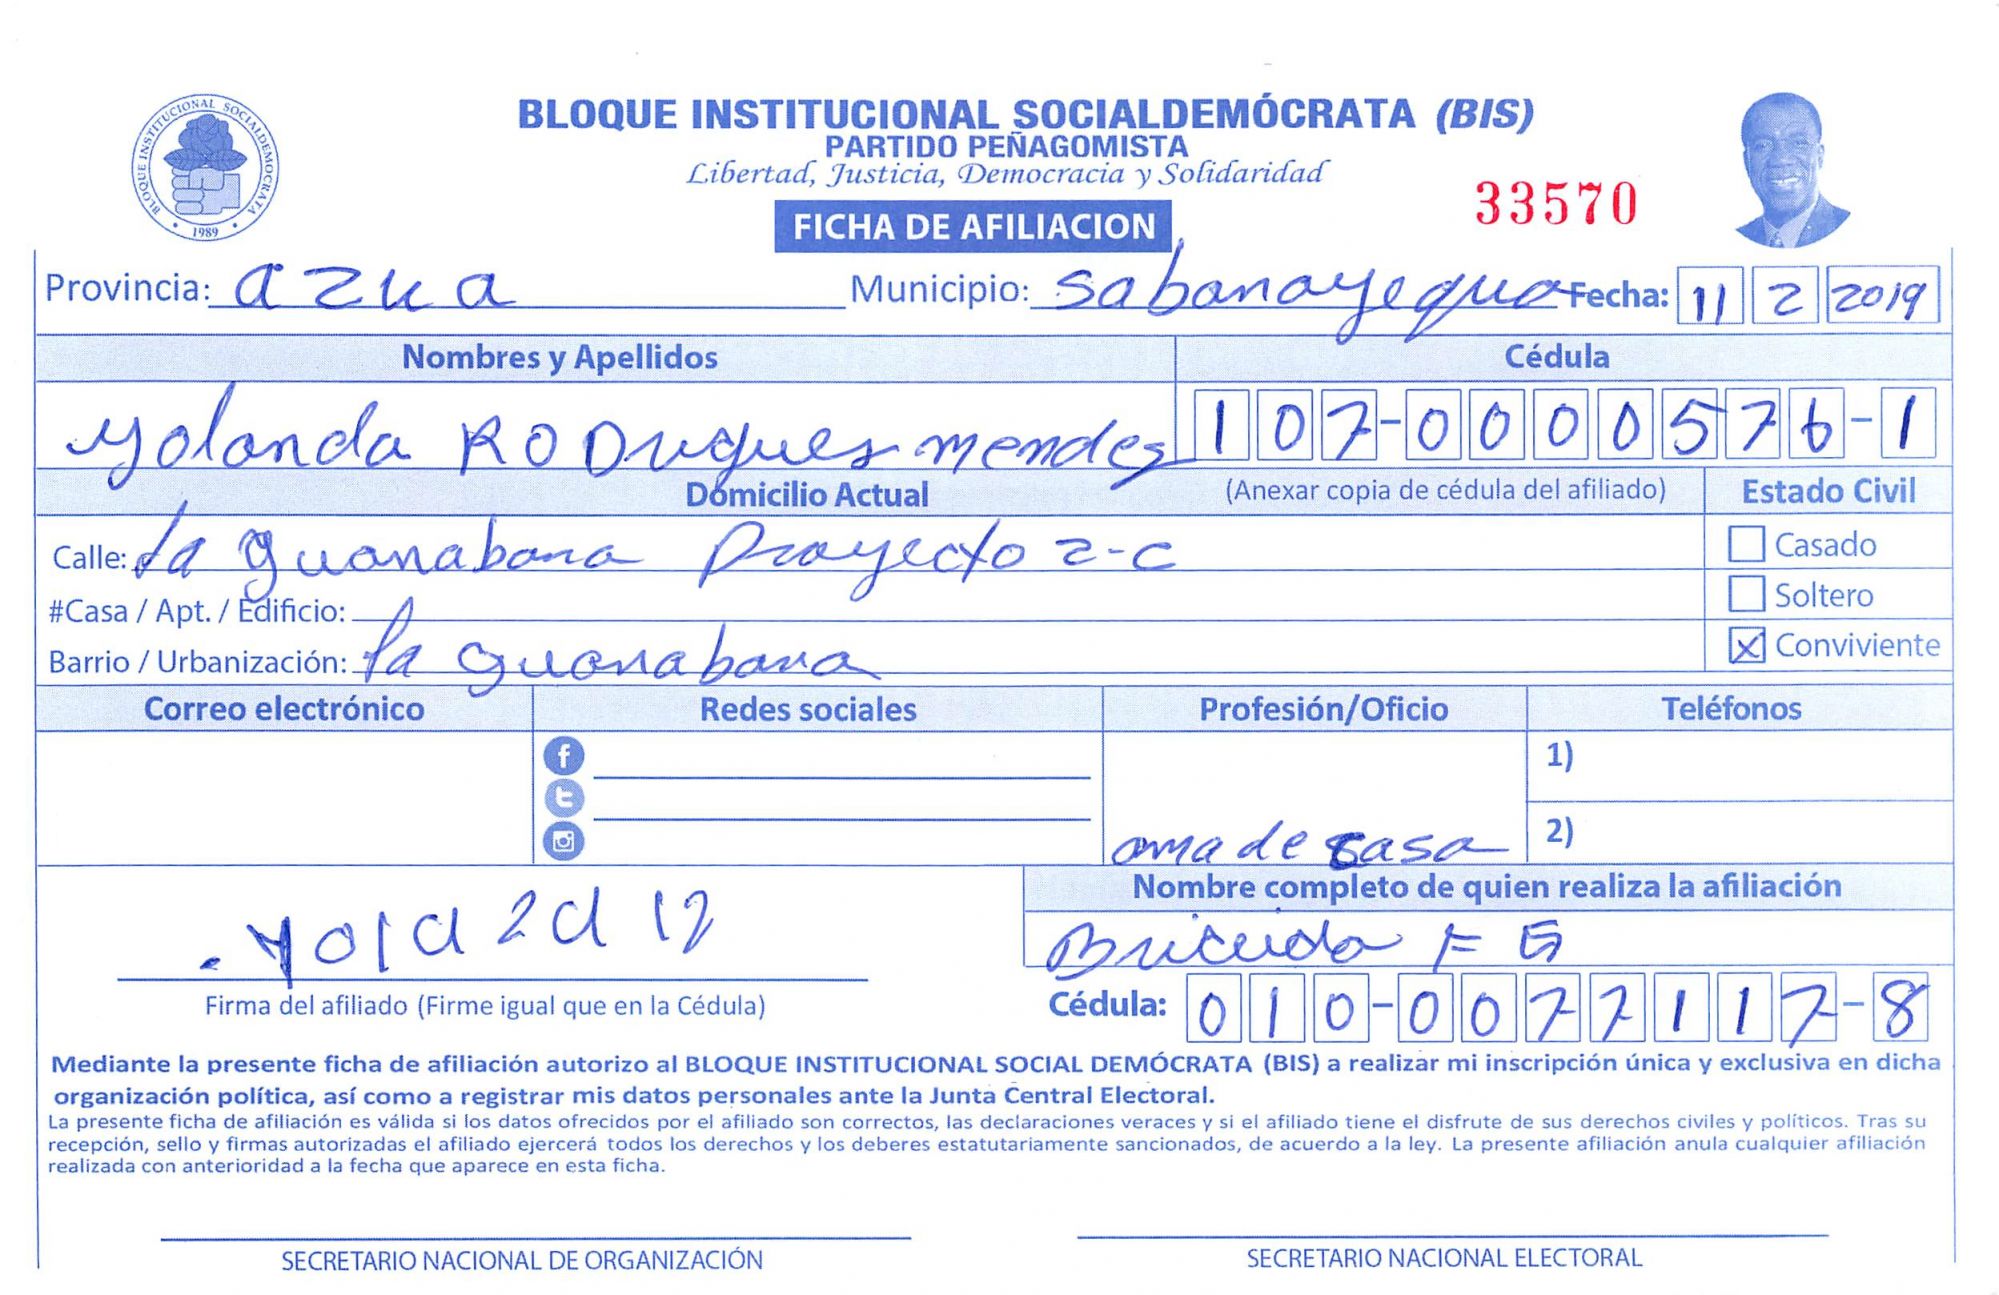 BLOQUE INSTITUCIONAL SOCIALDEMÓCRATA (BIS)
PARTIDO PEÑAGOMISTA
Libertad, Justicia, Democracia y Solidaridad
BLOQUE INSTITUCIONAL SOCIALDEMOCRATA
1989
33570
FICHA DE AFILIACION
Provincia: azua Municipio: sabanayegua Fecha: 11 2 2019
Nombres y Apellidos Cédula
yolanda RODrigues mendes 107-0000576-1
Domicilio Actual (Anexar copia de cédula del afiliado) Estado Civil
Calle: la guanabana Proyecto 2-C Casado
#Casa / Apt. / Edificio: Soltero
Barrio / Urbanización: la guanabana X Conviviente
Correo electrónico Redes sociales Profesión/Oficio Teléfonos
1)
ama de casa 2)
Nombre completo de quien realiza la afiliación
F G
Firma del afiliado (Firme igual que en la Cédula) Cédula: 010-0077117-8
Mediante la presente ficha de afiliación autorizo al BLOQUE INSTITUCIONAL SOCIAL DEMÓCRATA (BIS) a realizar mi inscripción única y exclusiva en dicha
organización política, así como a registrar mis datos personales ante la Junta Central Electoral.
La presente ficha de afiliación es válida si los datos ofrecidos por el afiliado son correctos, las declaraciones veraces y si el afiliado tiene el disfrute de sus derechos civiles y políticos. Tras su
recepción, sello y firmas autorizadas el afiliado ejercerá todos los derechos y los deberes estatutariamente sancionados, de acuerdo a la ley. La presente afiliación anula cualquier afiliación
realizada con anterioridad a la fecha que aparece en esta ficha.
SECRETARIO NACIONAL DE ORGANIZACIÓN SECRETARIO NACIONAL ELECTORAL